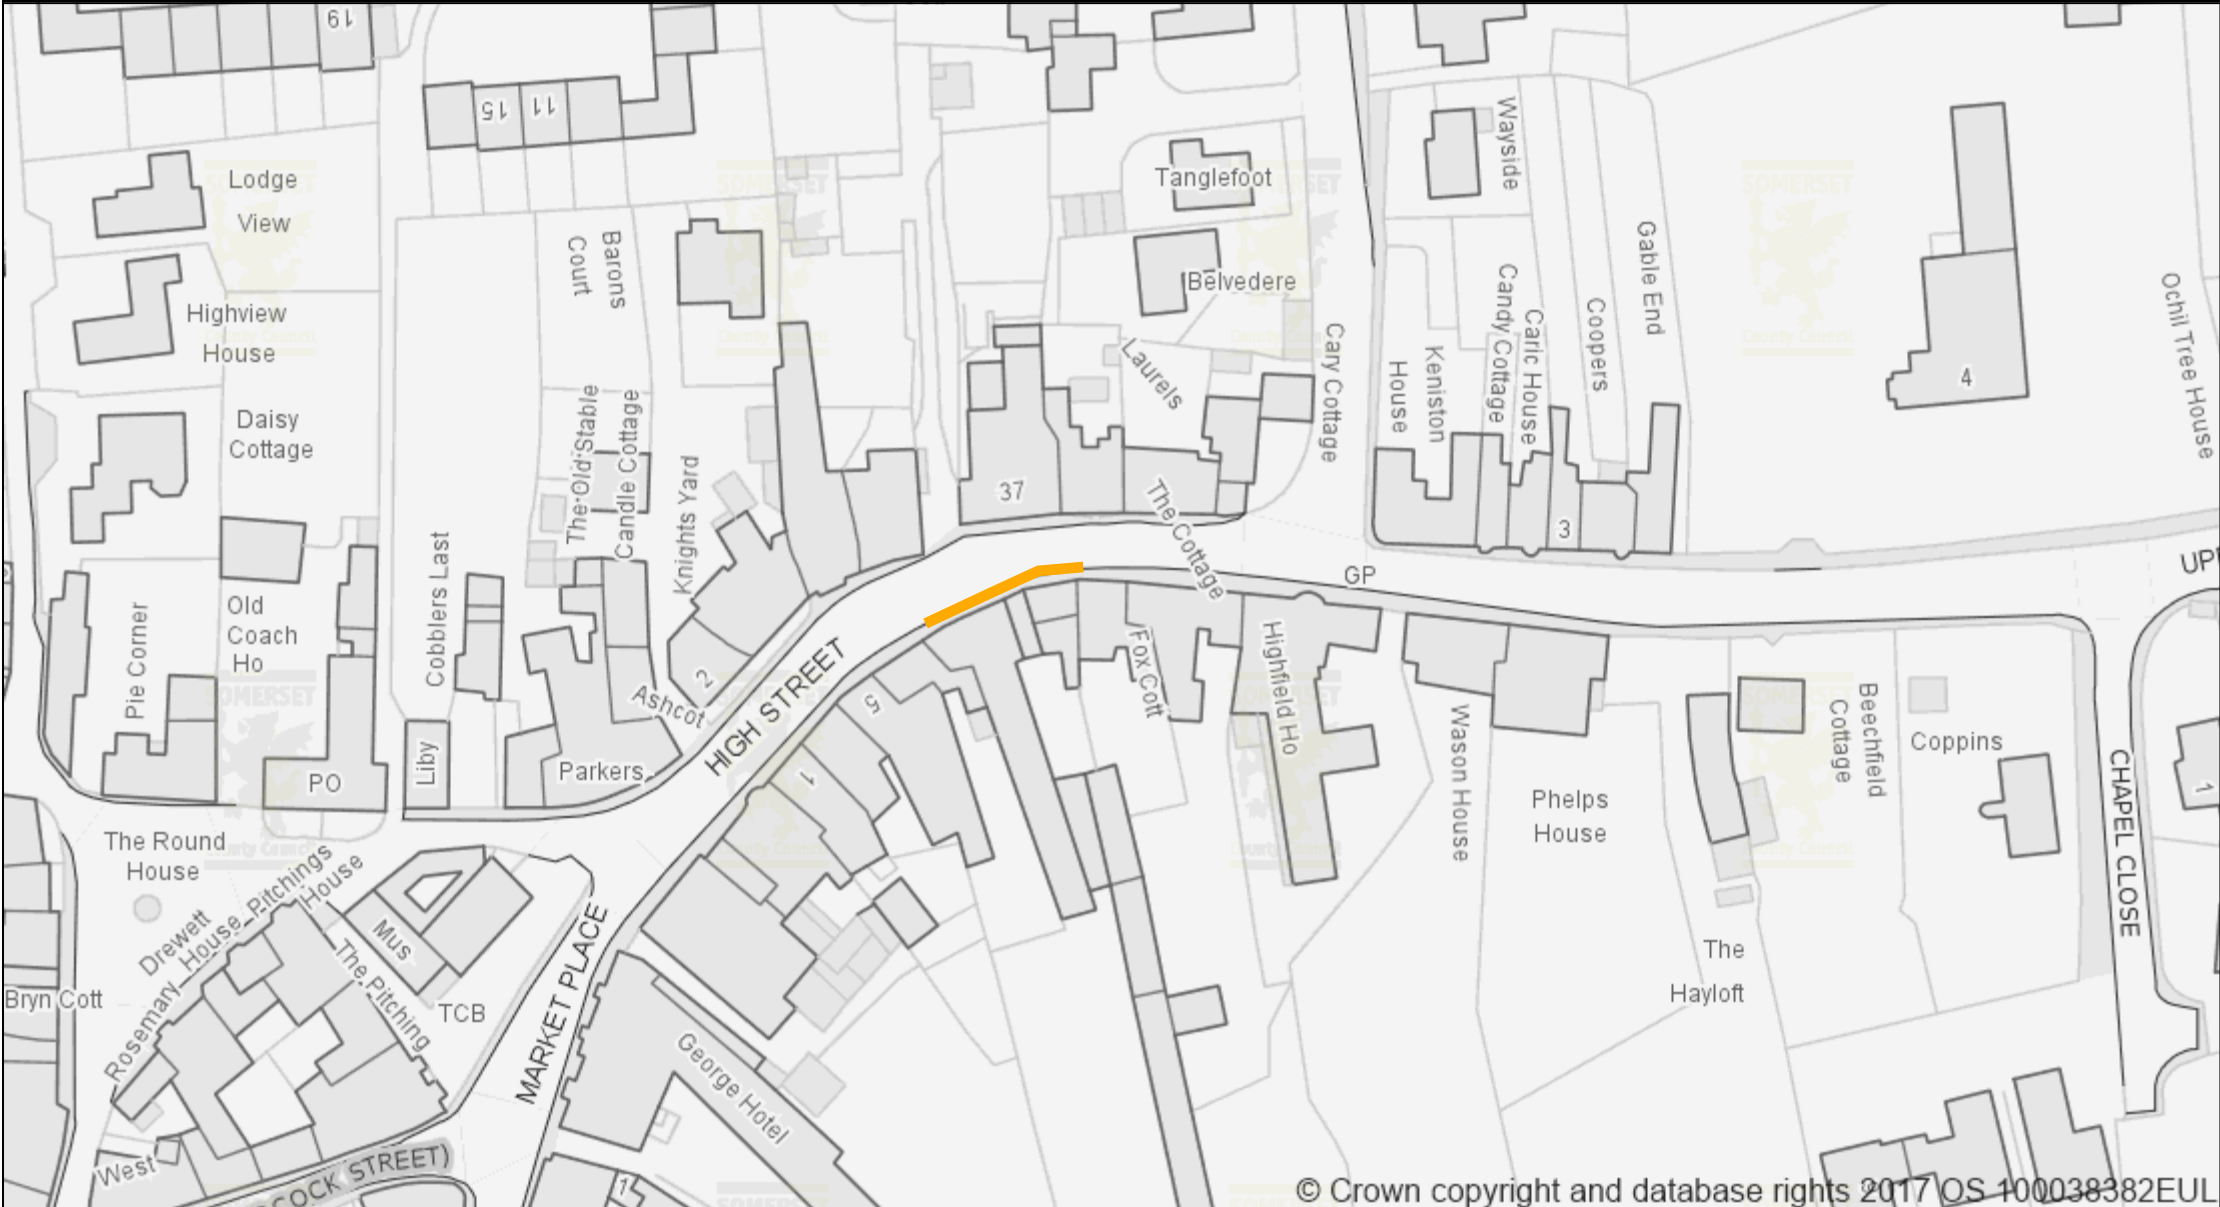 19
15
11
Lodge
View
Highview
House
Daisy
Cottage
Barons
Court
Tanglefoot
Belvedere
Laurels
Cary Cottage
Wayside
Gable End
Coopers
Caric House
Candy Cottage
Keniston
House
4
Ochil Tree House
The Old Stable
Candle Cottage
Knights Yard
Cobblers Last
Old
Coach
Ho
Pie Corner
37
The Cottage
3
GP
UPP
2
Ashcot
HIGH STREET
5
1
Fox Cott
Highfield Ho
Wason House
Phelps
House
Beechfield
Cottage
Coppins
CHAPEL CLOSE
1
PO
Liby
Parkers
The Round
House
Pitchings
House
Drewett
House
Rosemary
Mus
The Pitching
TCB
MARKET PLACE
George Hotel
Bryn Cott
West
COCK STREET)
1
The
Hayloft
SOMERSET
County Council
© Crown copyright and database rights 2017 OS 100038382EUL